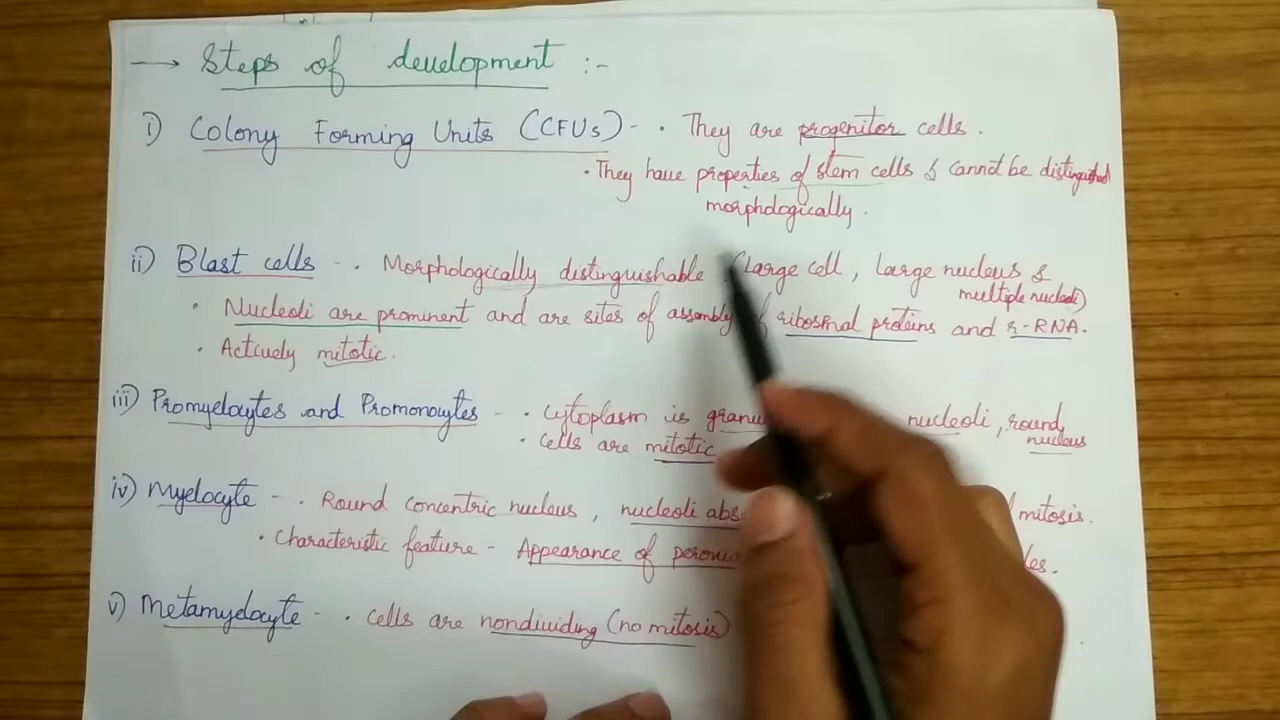 → Steps of development :-
i) Colony Forming Units (CFUs) - • They are progenitor cells.
• They have properties of stem cells & cannot be distinguished
morphologically.
ii) Blast cells - • Morphologically distinguishable (large cell, large nucleus &
multiple nucleoli)
• Nucleoli are prominent and are sites of assembly of ribosomal proteins and r-RNA.
• Actively mitotic.
iii) Promyelocytes and Promonocytes - • Cytoplasm is nucleoli, round
nucleus
• Cells are mitotic
iv) Myelocyte - • Round concentric nucleus, nucleoli mitosis.
• Characteristic feature - Appearance of
v) Metamyelocyte - • cells are nondividing (no mitosis)